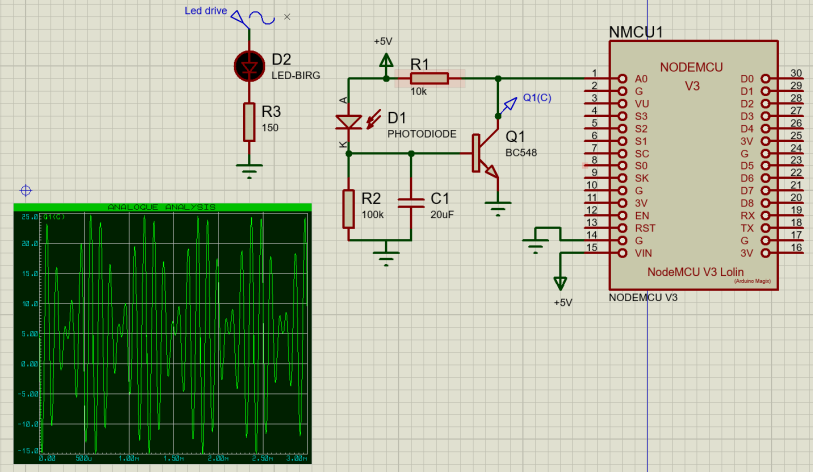 Led drive
D2
LED-BIRG
R3
150
+5V
R1
10k
A
D1
PHOTODIODE
K
Q1(C)
Q1
BC548
R2
100k
C1
20uF
NMCU1
NODEMCU
V3
1 A0 D0 30
2 G D1 29
3 VU D2 28
4 S3 D3 27
5 S2 D4 26
6 S1 3V 25
7 SC G 24
8 S0 D5 23
9 SK D6 22
10 G D7 21
11 3V D8 20
12 EN RX 19
13 RST TX 18
14 G G 17
15 VIN 3V 16
NodeMCU V3 Lolin
(Arduino Magix)
NODEMCU V3
+5V
ANALOGUE ANALYSIS
25.0 Q1(C)
20.0
15.0
10.0
5.00
0.00
-5.00
-10.0
-15.0
0.00 500u 1.00m 1.50m 2.00m 2.50m 3.00m